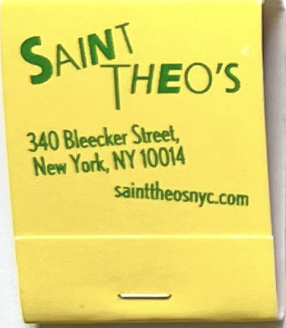 SAINT
THEO'S
340 Bleecker Street,
New York, NY 10014
sainttheosnyc.com